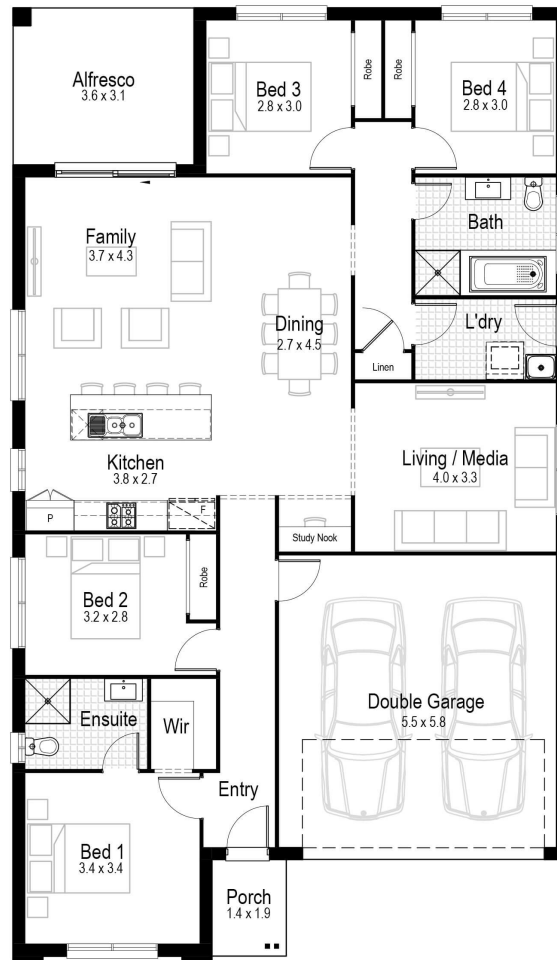 Alfresco
3.6 x 3.1
Bed 3
2.8 x 3.0
Robe
Robe
Bed 4
2.8 x 3.0
Bath
Family
3.7 x 4.3
Dining
2.7 x 4.5
L'dry
Linen
Kitchen
3.8 x 2.7
Living / Media
4.0 x 3.3
P
F
Study Nook
Bed 2
3.2 x 2.8
Robe
Ensuite
Wir
Double Garage
5.5 x 5.8
Entry
Bed 1
3.4 x 3.4
Porch
1.4 x 1.9